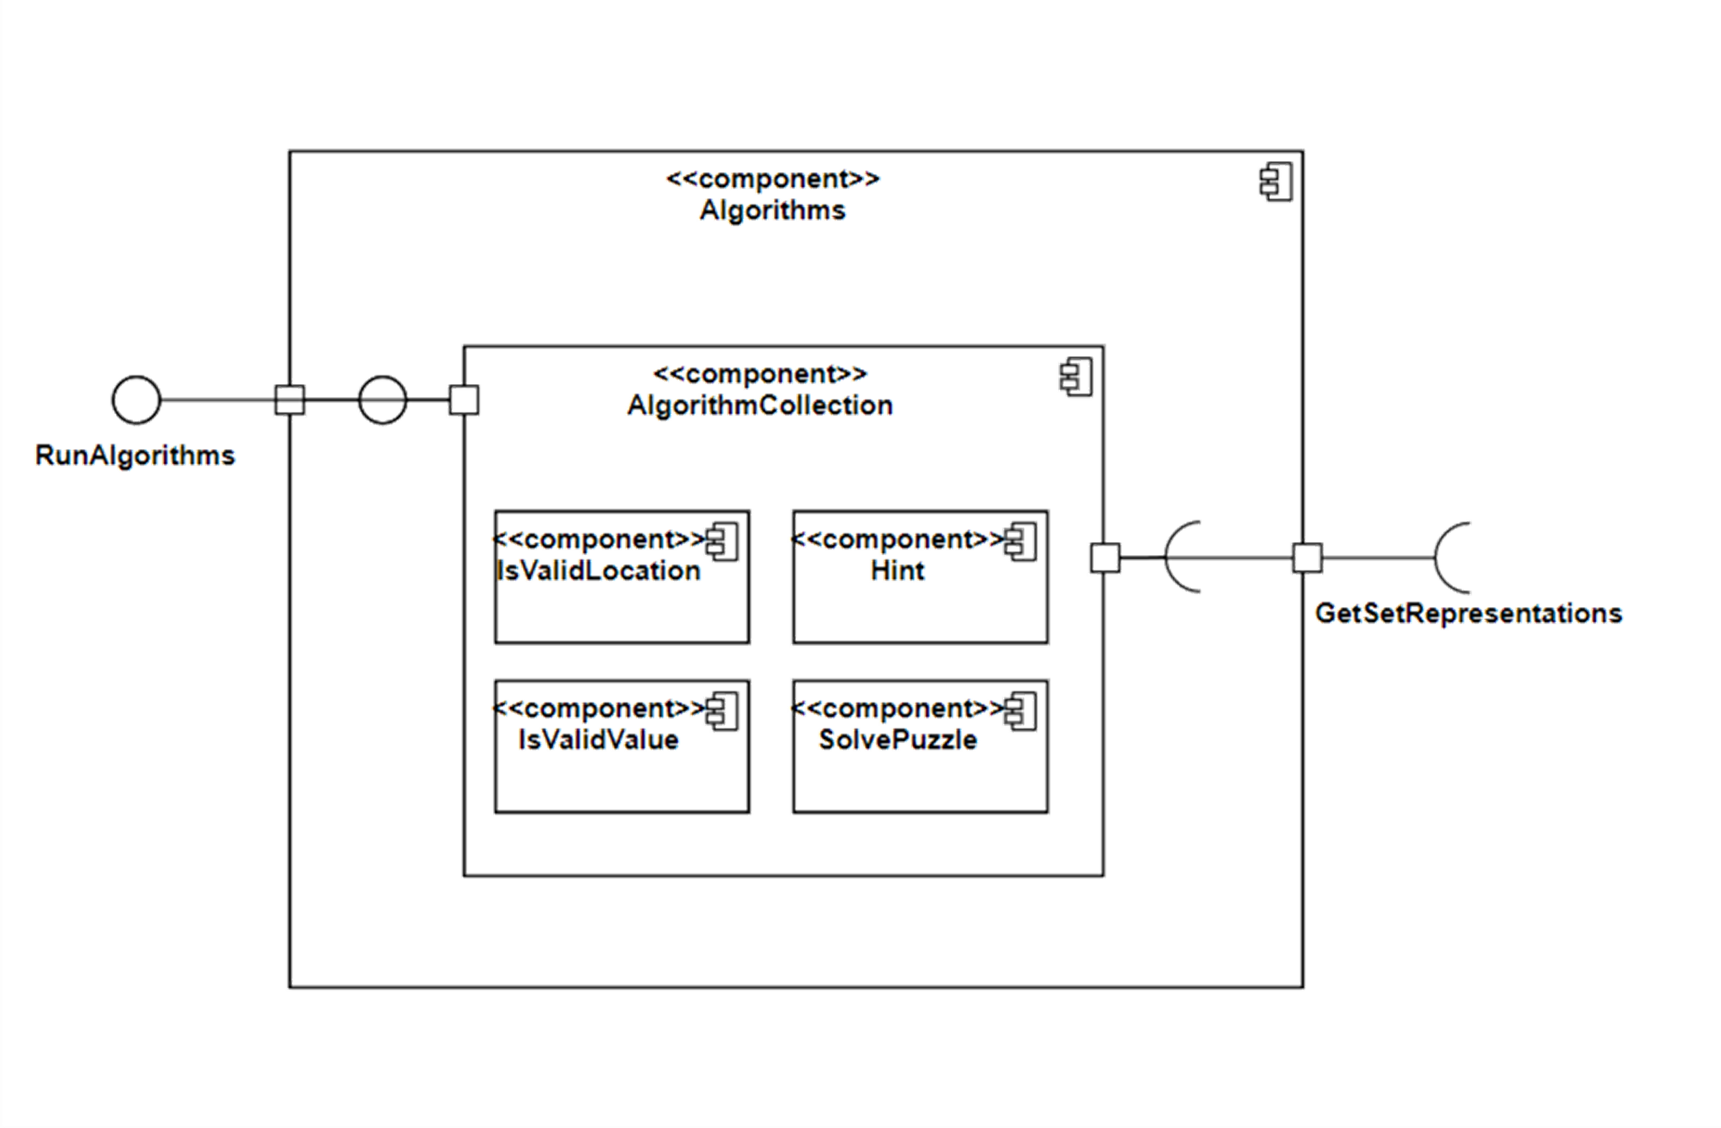 <<component>>
Algorithms
<<component>>
AlgorithmCollection
RunAlgorithms
<<component>>
IsValidLocation
<<component>>
Hint
GetSetRepresentations
<<component>>
IsValidValue
<<component>>
SolvePuzzle